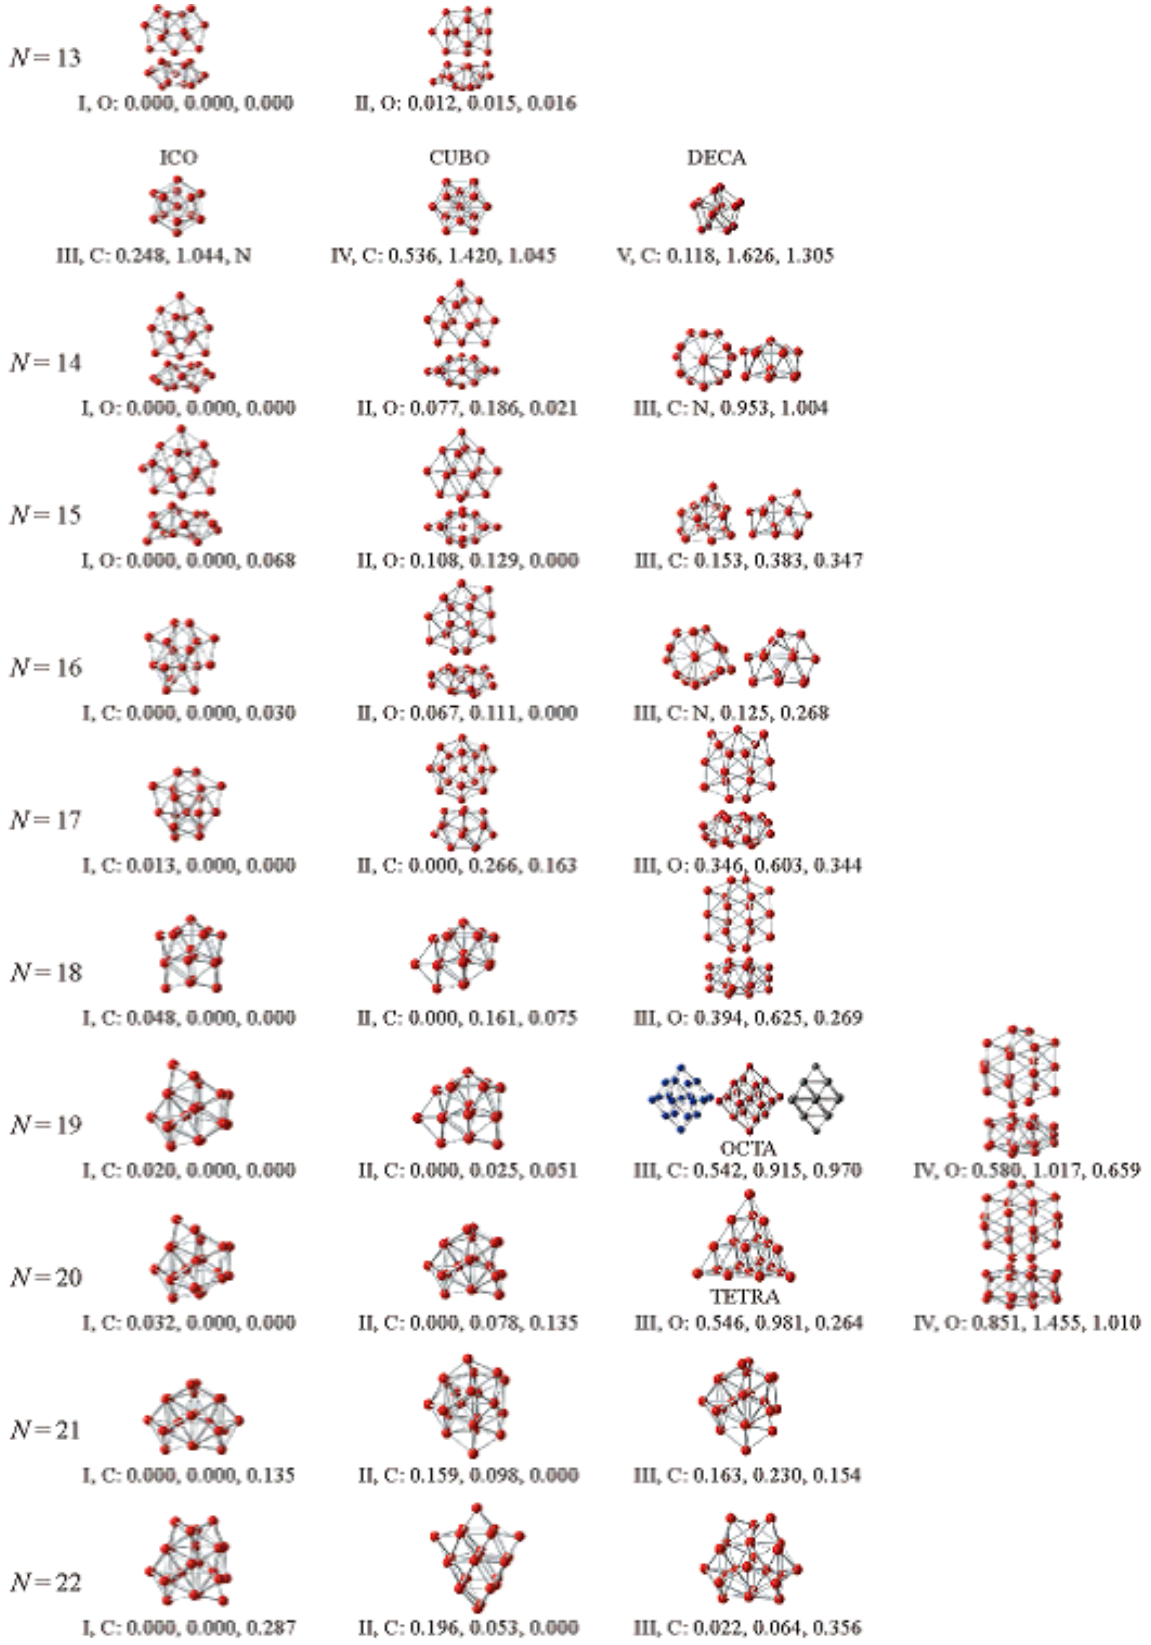 N = 13
I, O: 0.000, 0.000, 0.000 II, O: 0.012, 0.015, 0.016
ICO CUBO DECA
III, C: 0.248, 1.044, N IV, C: 0.536, 1.420, 1.045 V, C: 0.118, 1.626, 1.305
N = 14
I, O: 0.000, 0.000, 0.000 II, O: 0.077, 0.186, 0.021 III, C: N, 0.953, 1.004
N = 15
I, O: 0.000, 0.000, 0.068 II, O: 0.108, 0.129, 0.000 III, C: 0.153, 0.383, 0.347
N = 16
I, C: 0.000, 0.000, 0.030 II, O: 0.067, 0.111, 0.000 III, C: N, 0.125, 0.268
N = 17
I, C: 0.013, 0.000, 0.000 II, C: 0.000, 0.266, 0.163 III, O: 0.346, 0.603, 0.344
N = 18
I, C: 0.048, 0.000, 0.000 II, C: 0.000, 0.161, 0.075 III, O: 0.394, 0.625, 0.269
N = 19
OCTA
I, C: 0.020, 0.000, 0.000 II, C: 0.000, 0.025, 0.051 III, C: 0.542, 0.915, 0.970 IV, O: 0.580, 1.017, 0.659
N = 20
TETRA
I, C: 0.032, 0.000, 0.000 II, C: 0.000, 0.078, 0.135 III, O: 0.546, 0.981, 0.264 IV, O: 0.851, 1.455, 1.010
N = 21
I, C: 0.000, 0.000, 0.135 II, C: 0.159, 0.098, 0.000 III, C: 0.163, 0.230, 0.154
N = 22
I, C: 0.000, 0.000, 0.287 II, C: 0.196, 0.053, 0.000 III, C: 0.022, 0.064, 0.356